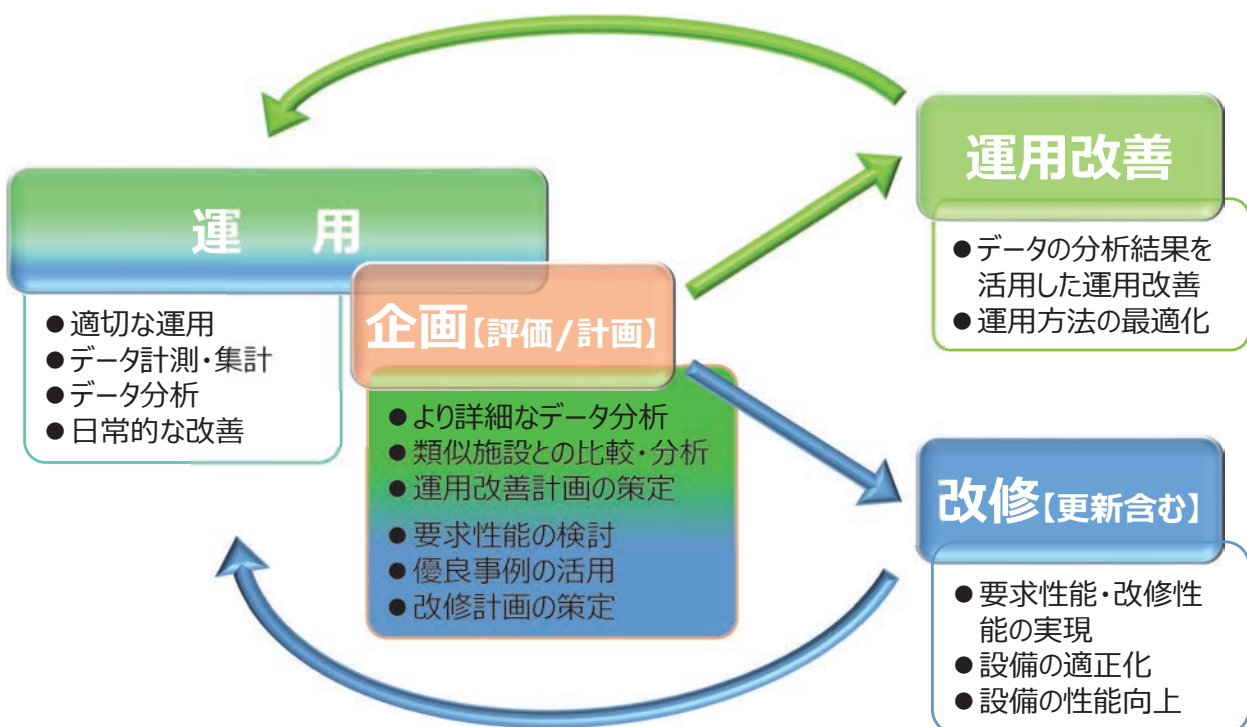 運用
● 適切な運用
● データ計測・集計
● データ分析
● 日常的な改善
企画【評価/計画】
● より詳細なデータ分析
● 類似施設との比較・分析
● 運用改善計画の策定
● 要求性能の検討
● 優良事例の活用
● 改修計画の策定
運用改善
● データの分析結果を
活用した運用改善
● 運用方法の最適化
改修【更新含む】
● 要求性能・改修性
能の実現
● 設備の適正化
● 設備の性能向上